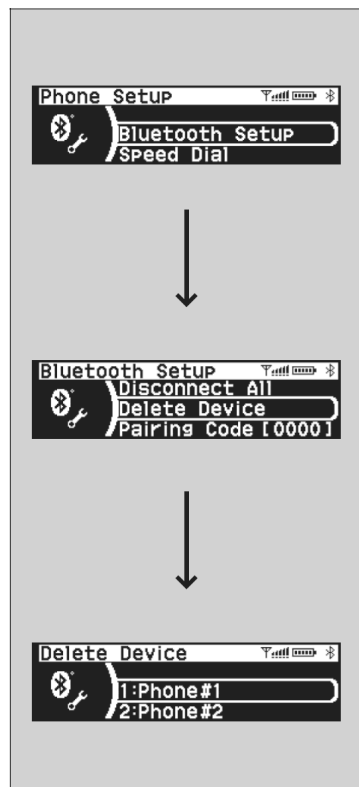 Phone Setup
Bluetooth Setup
Speed Dial
Bluetooth Setup
Disconnect All
Delete Device
Pairing Code [0000]
Delete Device
1:Phone#1
2:Phone#2